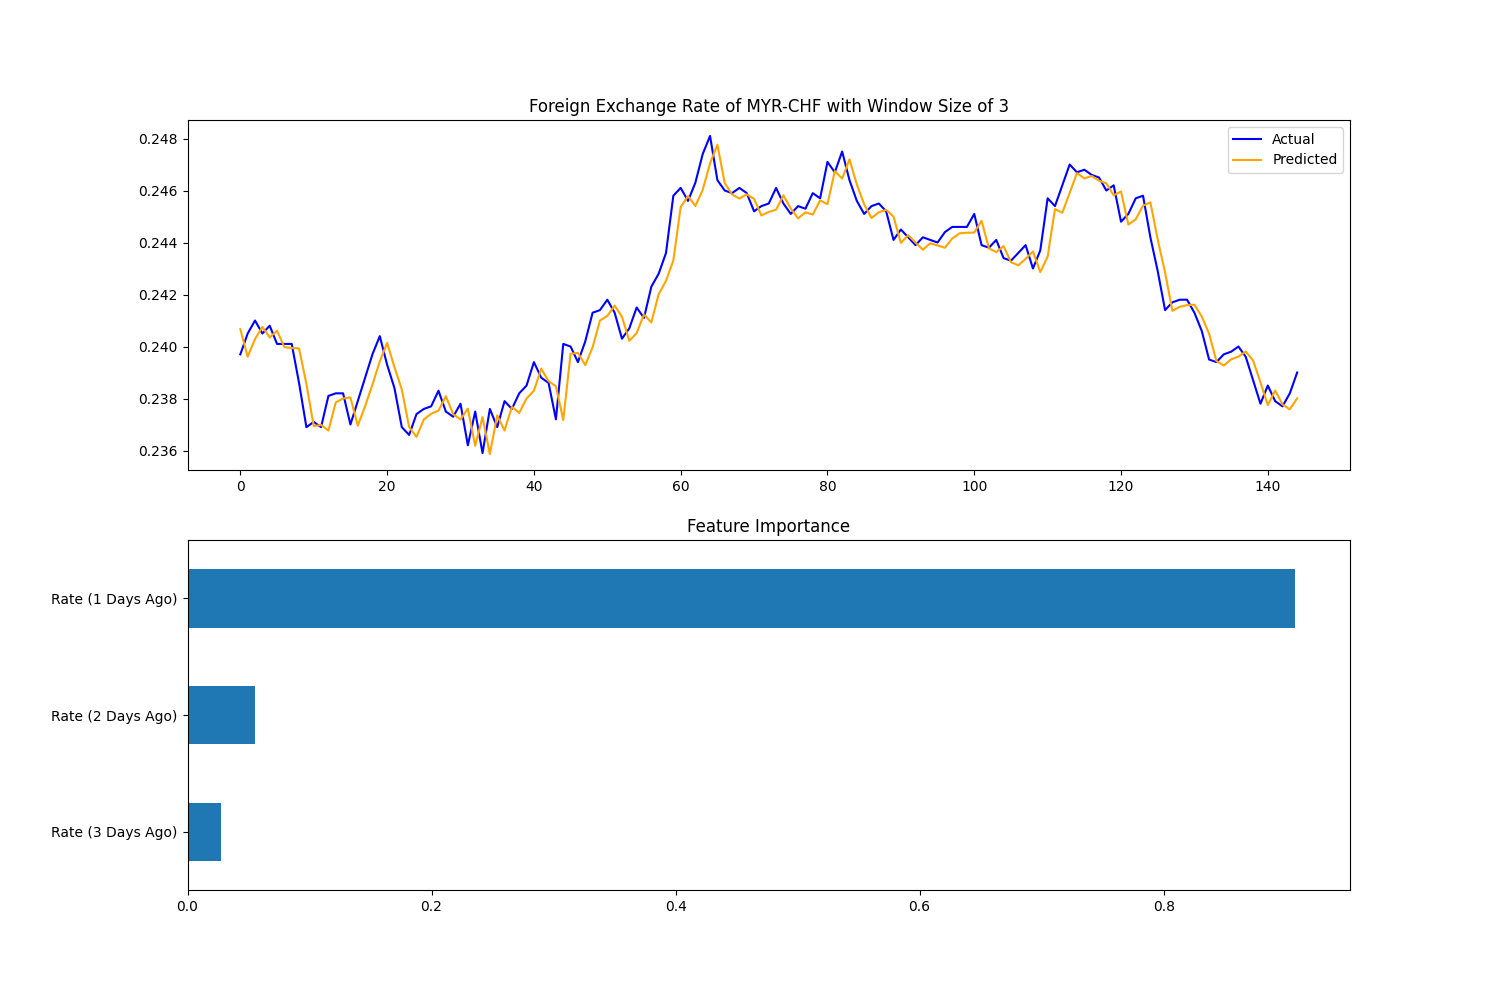 Foreign Exchange Rate of MYR-CHF with Window Size of 3
0.248
0.246
0.244
0.242
0.240
0.238
0.236
Actual
Predicted
0 20 40 60 80 100 120 140
Feature Importance
Rate (1 Days Ago)
Rate (2 Days Ago)
Rate (3 Days Ago)
0.0 0.2 0.4 0.6 0.8